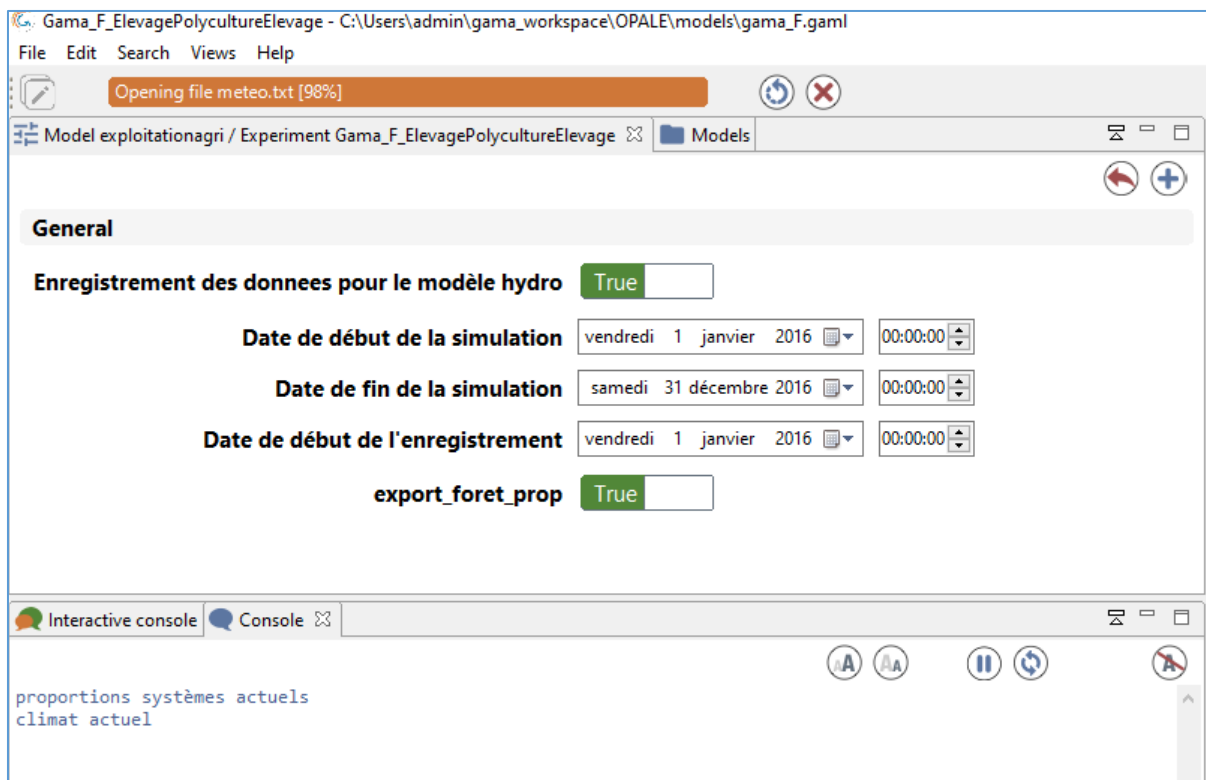 Gama_F_ElevagePolycultureElevage - C:\Users\admin\gama_workspace\OPALE\models\gama_F.gaml
File Edit Search Views Help
Opening file meteo.txt [98%]
Model exploitationagri / Experiment Gama_F_ElevagePolycultureElevage Models
General
Enregistrement des donnees pour le modèle hydro True
Date de début de la simulation vendredi 1 janvier 2016 00:00:00
Date de fin de la simulation samedi 31 décembre 2016 00:00:00
Date de début de l'enregistrement vendredi 1 janvier 2016 00:00:00
export_foret_prop True
Interactive console Console
AA AA A
proportions systèmes actuels
climat actuel